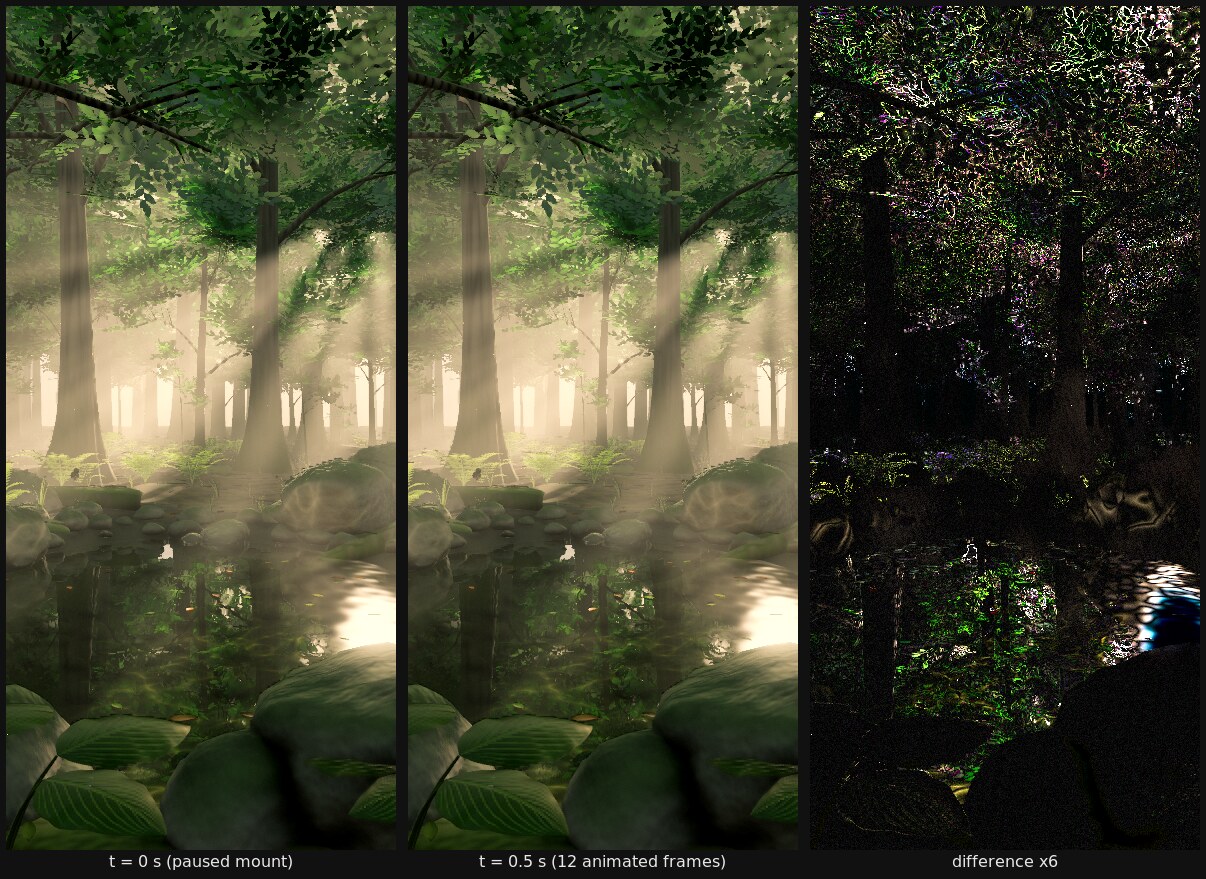 t = 0 s (paused mount)
t = 0.5 s (12 animated frames)
difference x6